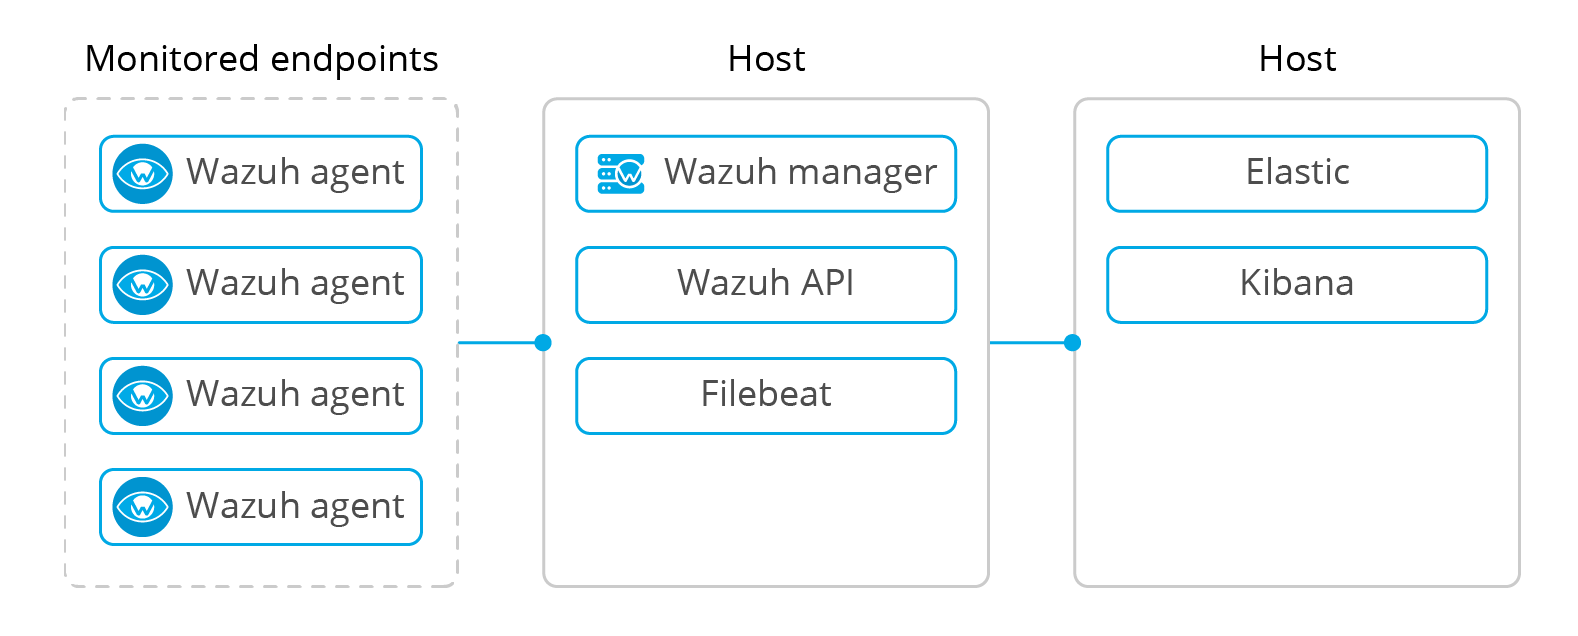 Monitored endpoints
Wazuh agent
Wazuh agent
Wazuh agent
Wazuh agent
Host
Wazuh manager
Wazuh API
Filebeat
Host
Elastic
Kibana